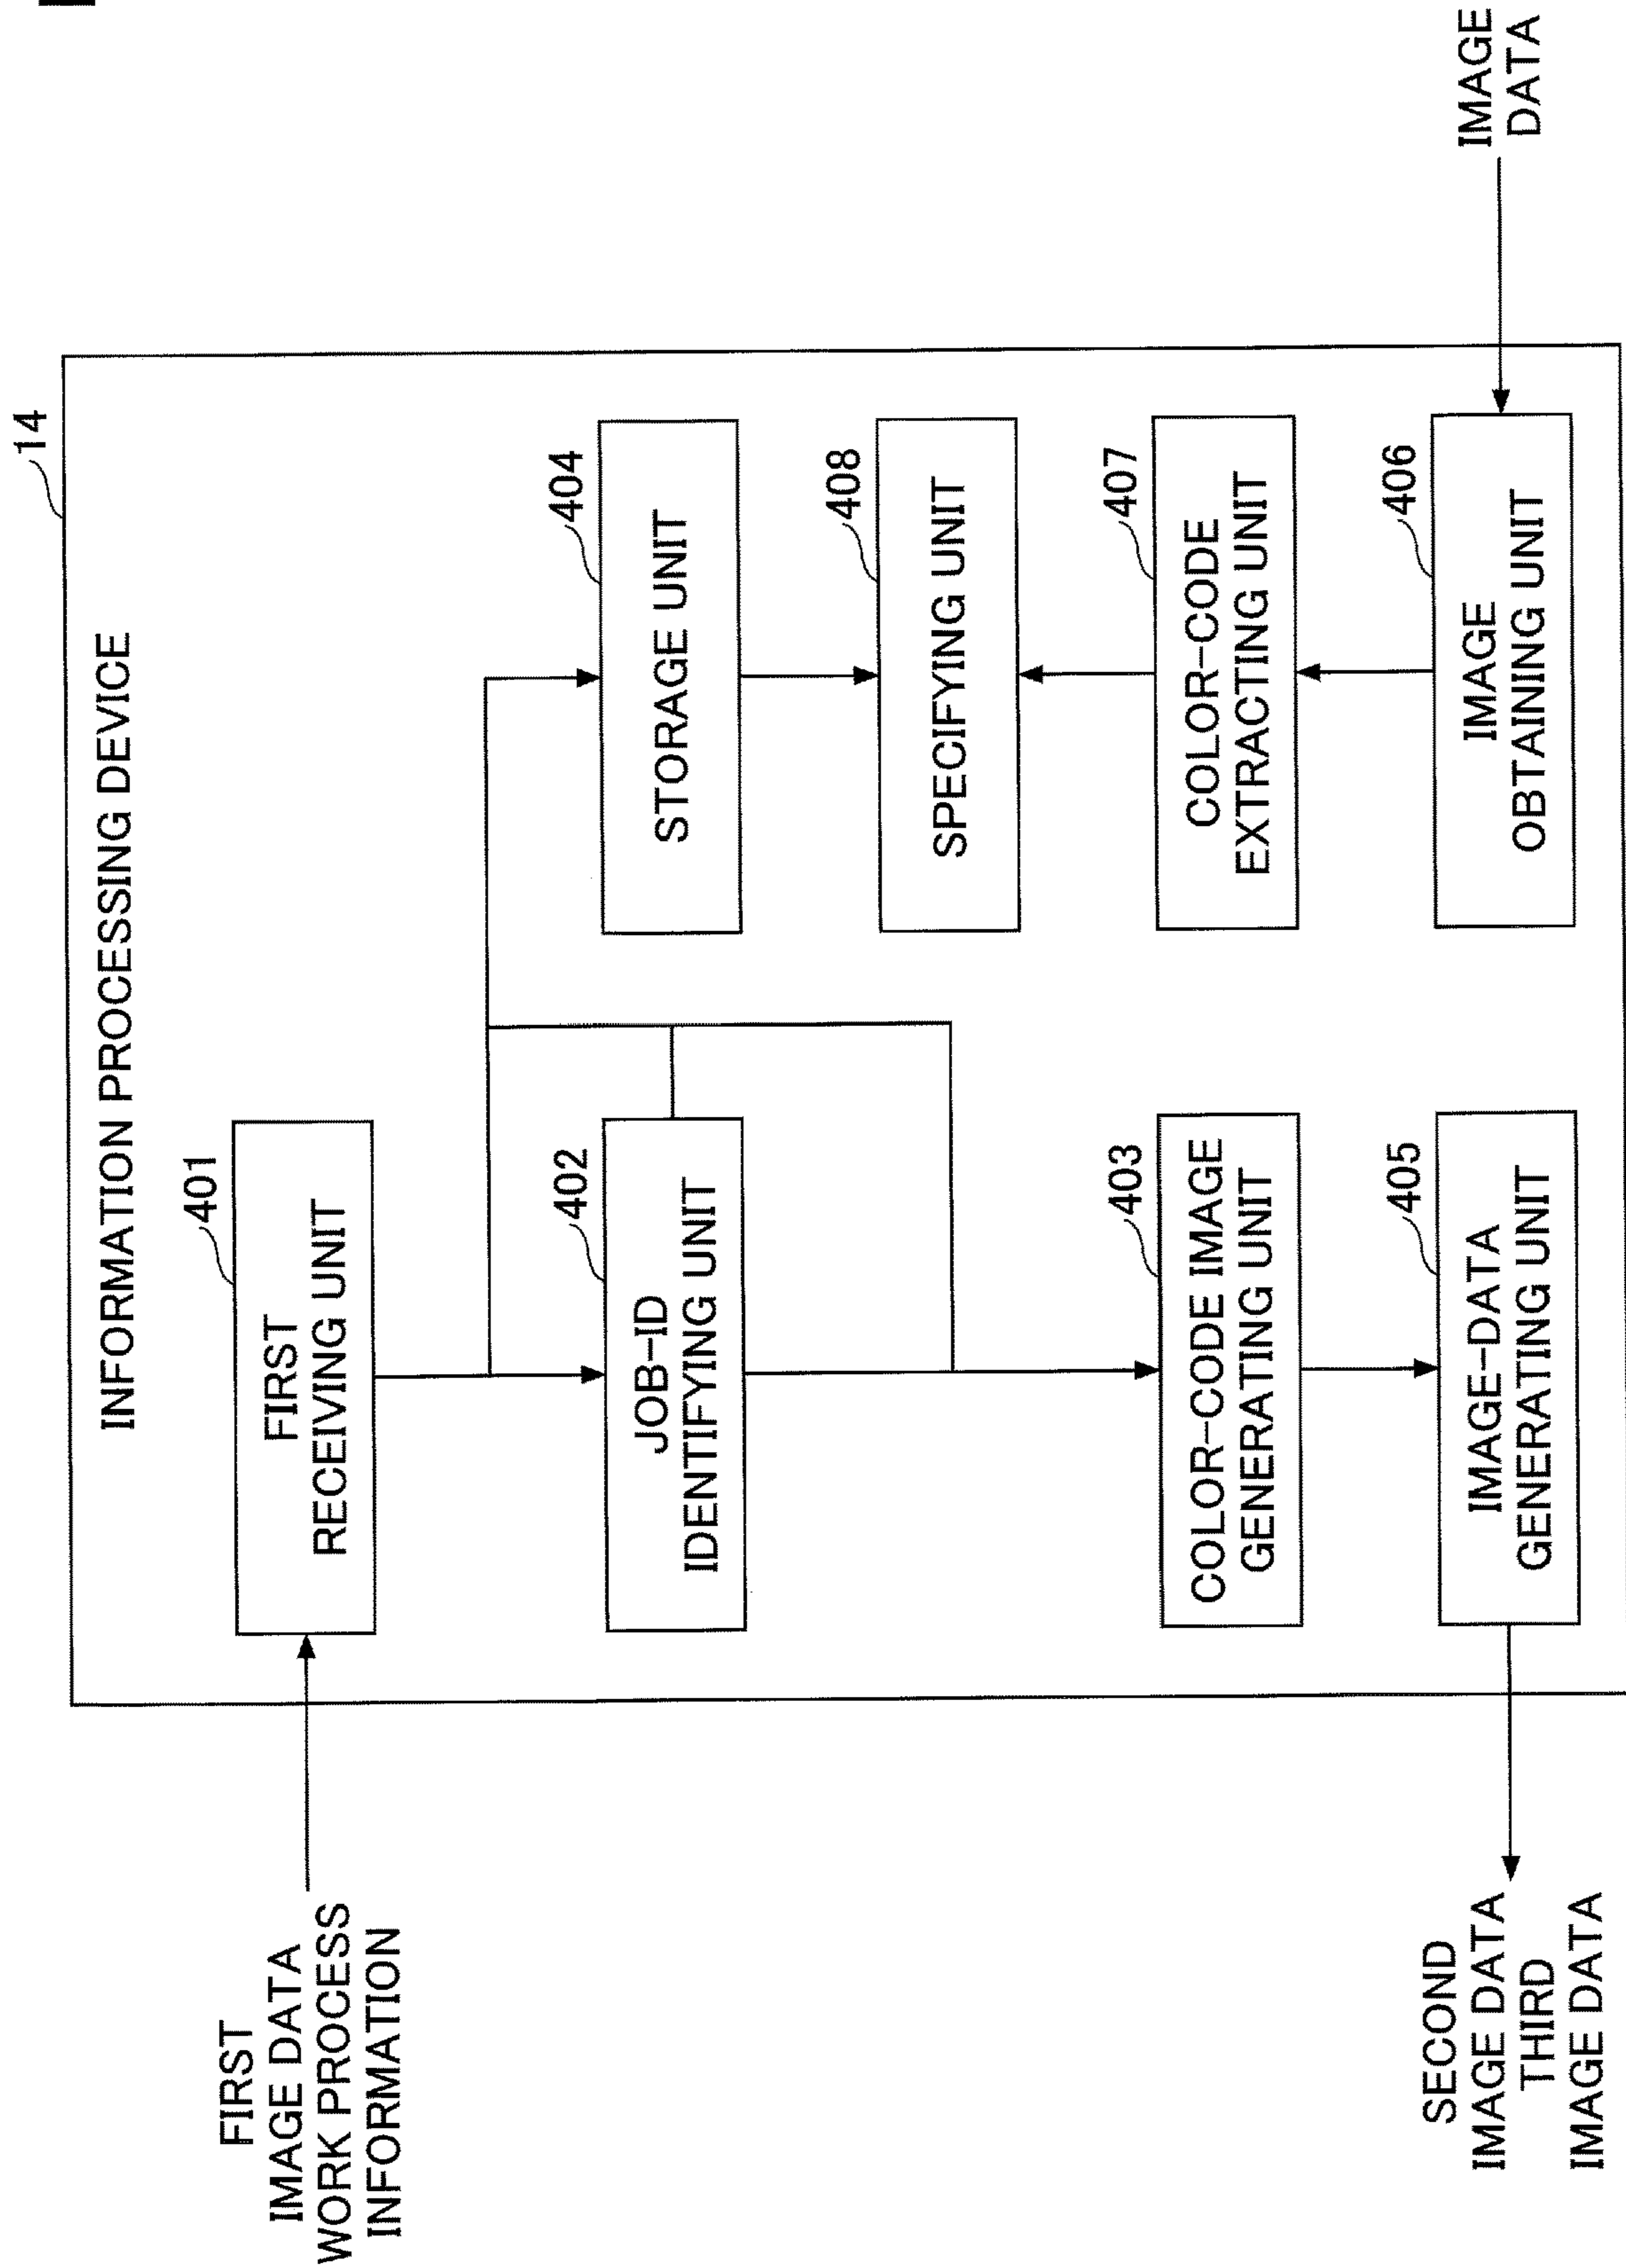 14
INFORMATION PROCESSING DEVICE
FIRST
IMAGE DATA
WORK PROCESS
INFORMATION
401
FIRST
RECEIVING UNIT
402
JOB-ID
IDENTIFYING UNIT
403
COLOR-CODE IMAGE
GENERATING UNIT
405
IMAGE-DATA
GENERATING UNIT
SECOND
IMAGE DATA
THIRD
IMAGE DATA
404
STORAGE UNIT
408
SPECIFYING UNIT
407
COLOR-CODE
EXTRACTING UNIT
406
IMAGE
OBTAINING UNIT
IMAGE
DATA